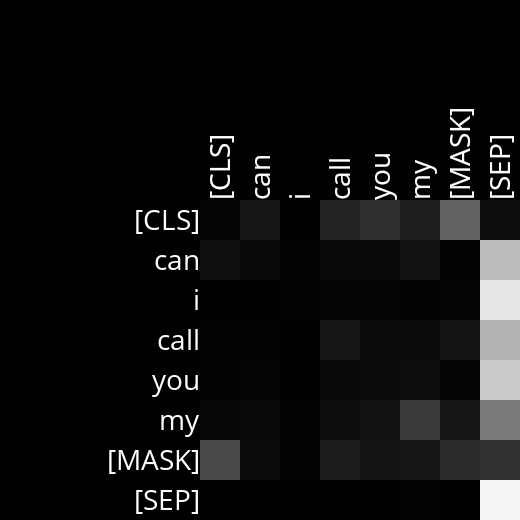 [CLS] can i call you my [MASK] [SEP]
[CLS]
can
i
call
you
my
[MASK]
[SEP]